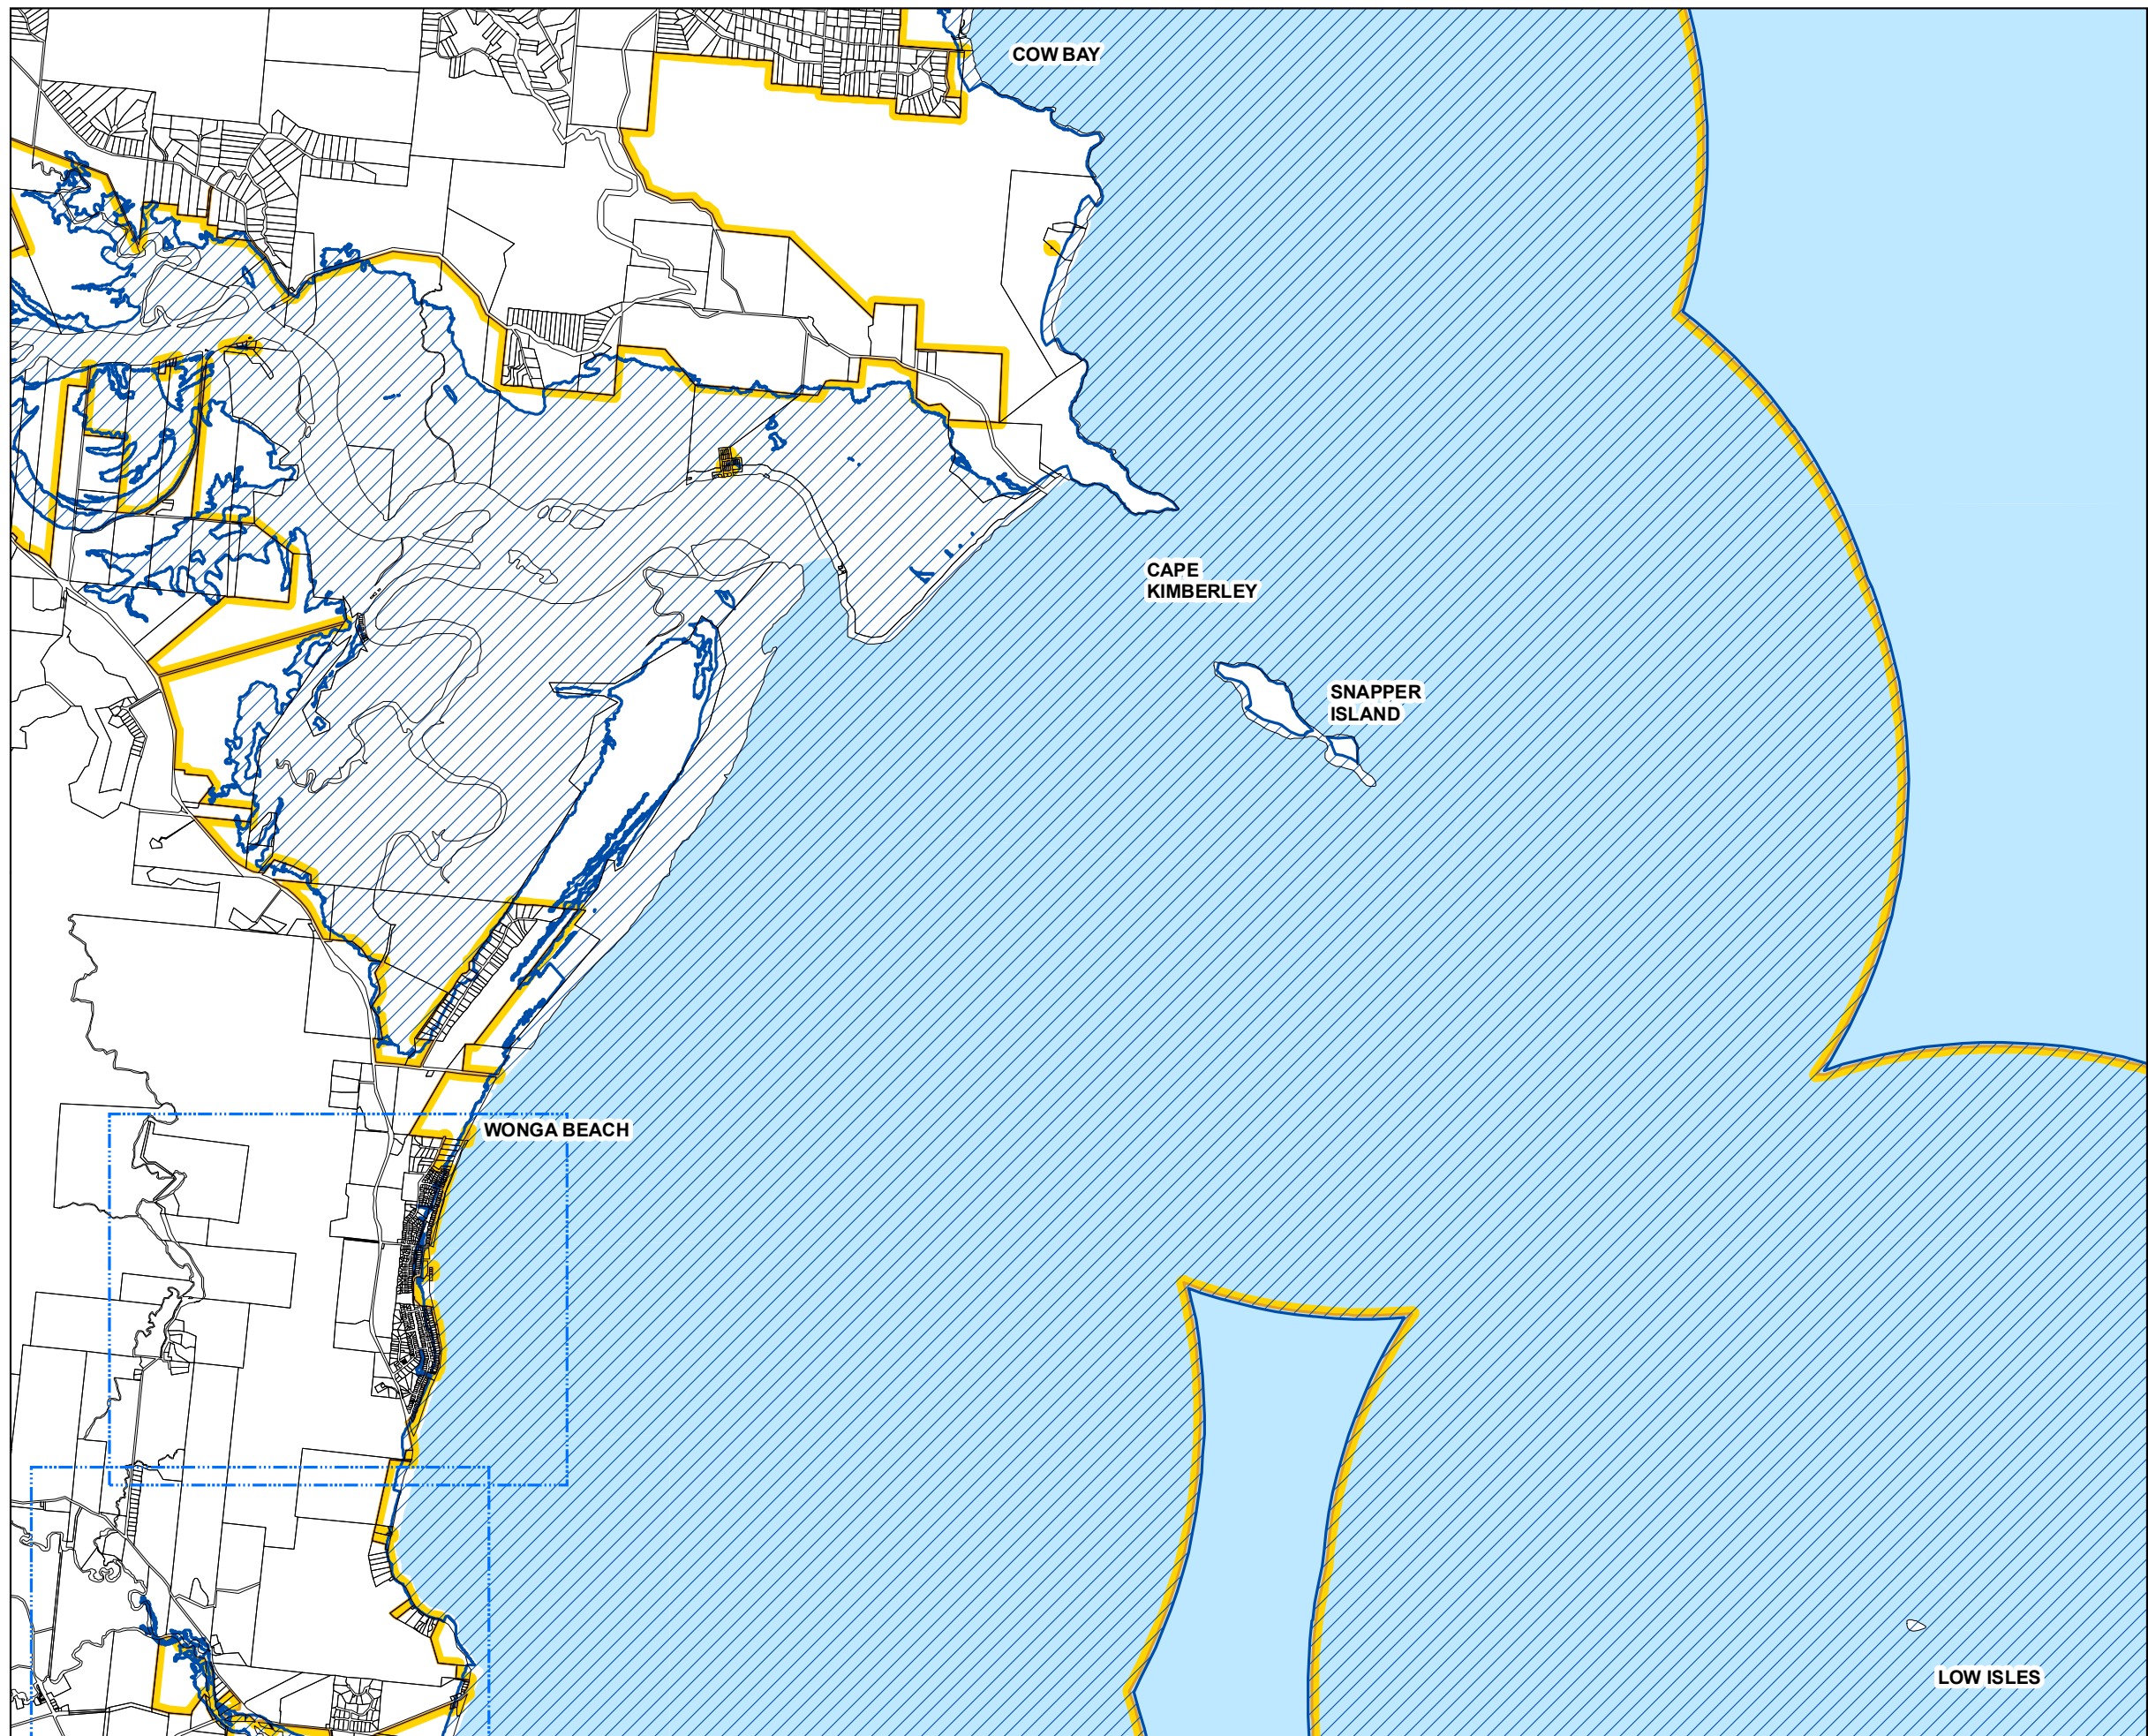 COW BAY
CAPE
KIMBERLEY
SNAPPER
ISLAND
WONGA BEACH
LOW ISLES